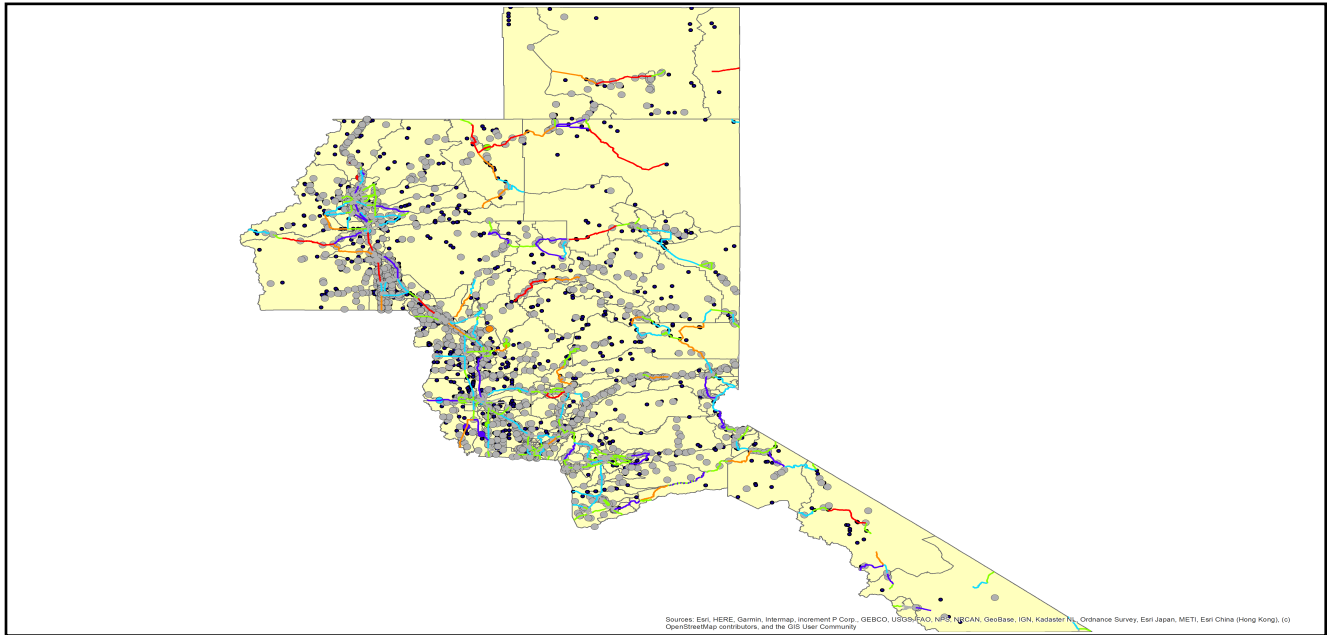 Sources: Esri, HERE, Garmin, Intermap, increment P Corp., GEBCO, USGS, FAO, NPS, NRCAN, GeoBase, IGN, Kadaster NL, Ordnance Survey, Esri Japan, METI, Esri China (Hong Kong), (c)
OpenStreetMap contributors, and the GIS User Community